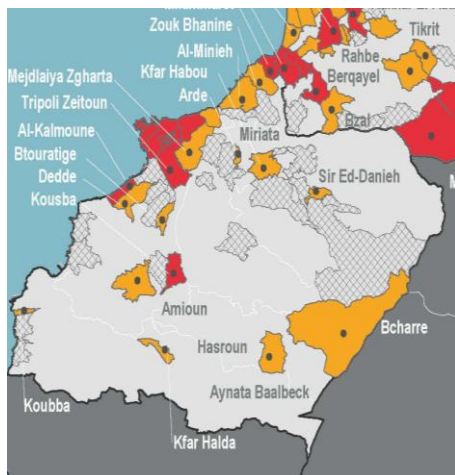 Zouk Bhanine
Tikrit
Rahbe
Al-Minieh
Berqayel
Kfar Habou
Mejdlaiya Zgharta
Arde
Tripoli Zeitoun
Bzal
Miriata
Al-Kalmoune
Btouratige
Sir Ed-Danieh
Dedde
Kousba
Amioun
Bcharre
Hasroun
Aynata Baalbeck
Koubba
Kfar Halda